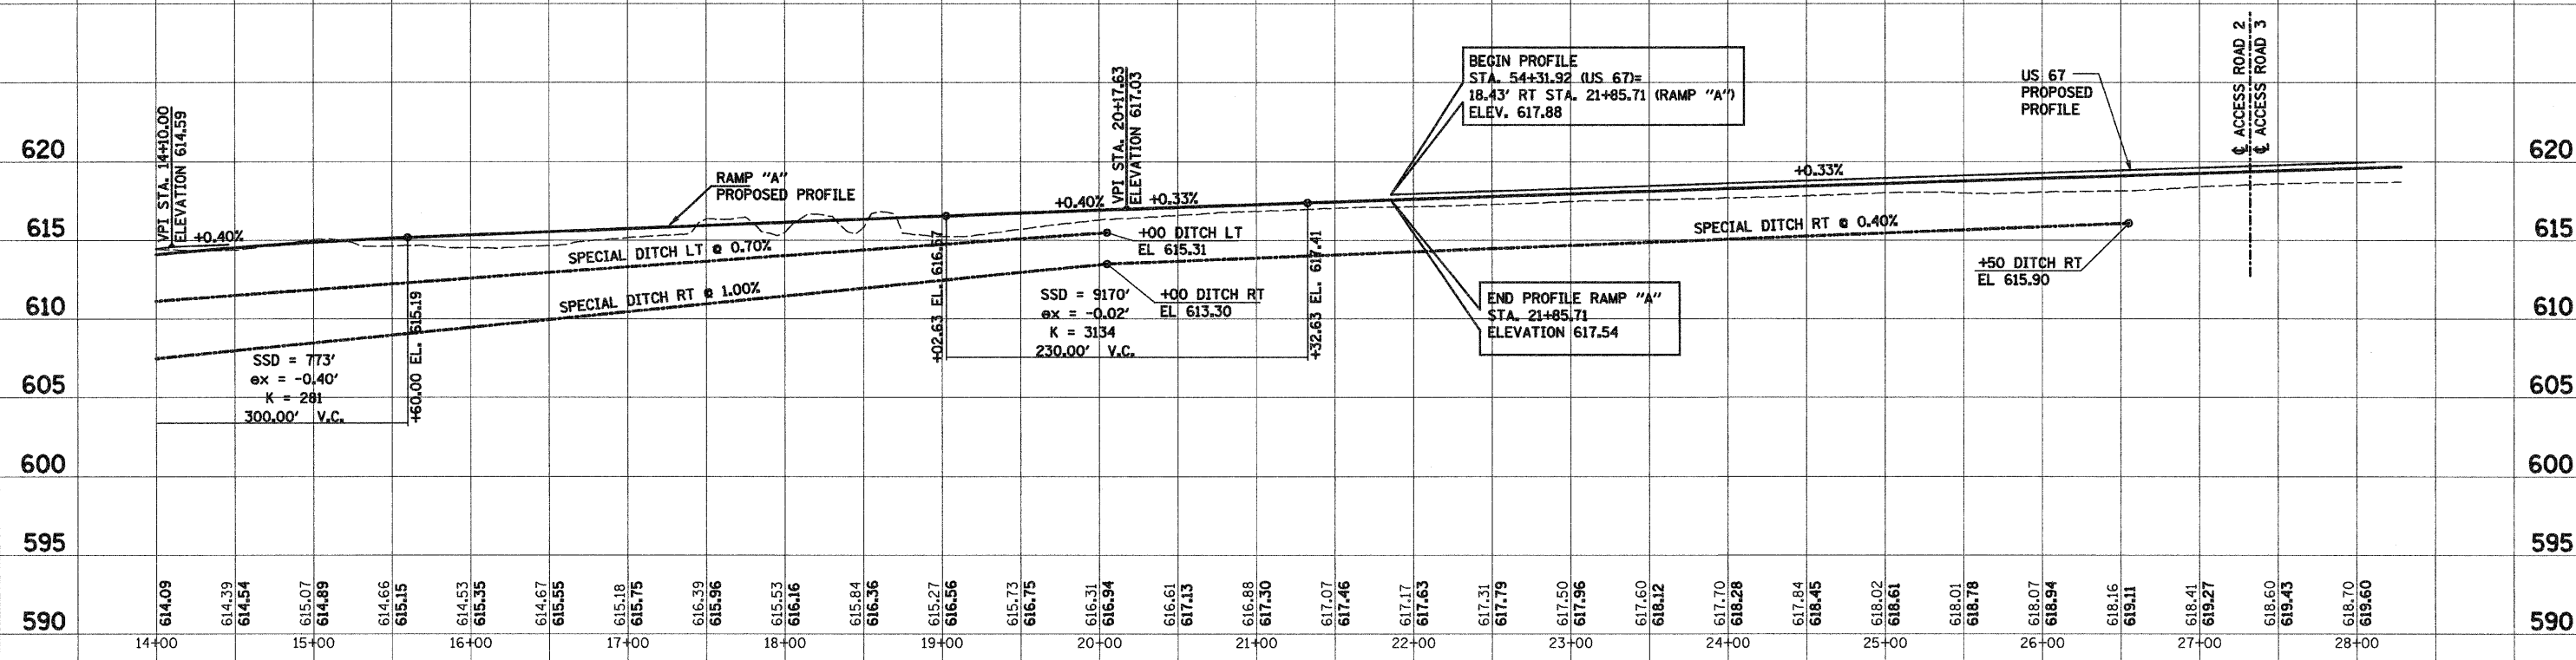 BEGIN PROFILE
STA. 54+31.92 (US 67)=
18.43' RT STA. 21+85.71 (RAMP "A")
ELEV. 617.88
US 67
PROPOSED
PROFILE
℄ ACCESS ROAD 2
℄ ACCESS ROAD 3
VPI STA. 14+10.00
ELEVATION 614.59
VPI STA. 20+17.63
ELEVATION 617.03
620
620
RAMP "A"
PROPOSED PROFILE
+0.33%
+0.40%
+0.33%
+0.40%
615
615
SPECIAL DITCH LT @ 0.70%
SPECIAL DITCH RT @ 0.40%
+00 DITCH LT
EL 615.31
+50 DITCH RT
EL 615.90
SPECIAL DITCH RT @ 1.00%
+00 DITCH RT
EL 613.30
610
610
+60.00 EL. 615.19
+02.63 EL. 616.57
+32.63 EL. 617.41
SSD = 9170'
ex = -0.02'
K = 3134
230.00' V.C.
END PROFILE RAMP "A"
STA. 21+85.71
ELEVATION 617.54
SSD = 773'
ex = -0.40'
K = 281
300.00' V.C.
605
605
600
600
595
595
614.09
614.39
614.54
615.07
614.89
614.66
615.15
614.53
615.35
614.67
615.55
615.18
615.75
616.39
615.96
615.53
616.16
615.84
616.36
615.27
616.56
615.73
616.75
616.31
616.94
616.61
617.13
616.88
617.30
617.07
617.46
617.17
617.63
617.31
617.79
617.50
617.96
617.60
618.12
617.70
618.28
617.84
618.45
618.02
618.61
618.01
618.78
618.07
618.94
618.16
619.11
618.41
619.27
618.60
619.43
618.70
619.60
590
590
14+00 15+00 16+00 17+00 18+00 19+00 20+00 21+00 22+00 23+00 24+00 25+00 26+00 27+00 28+00